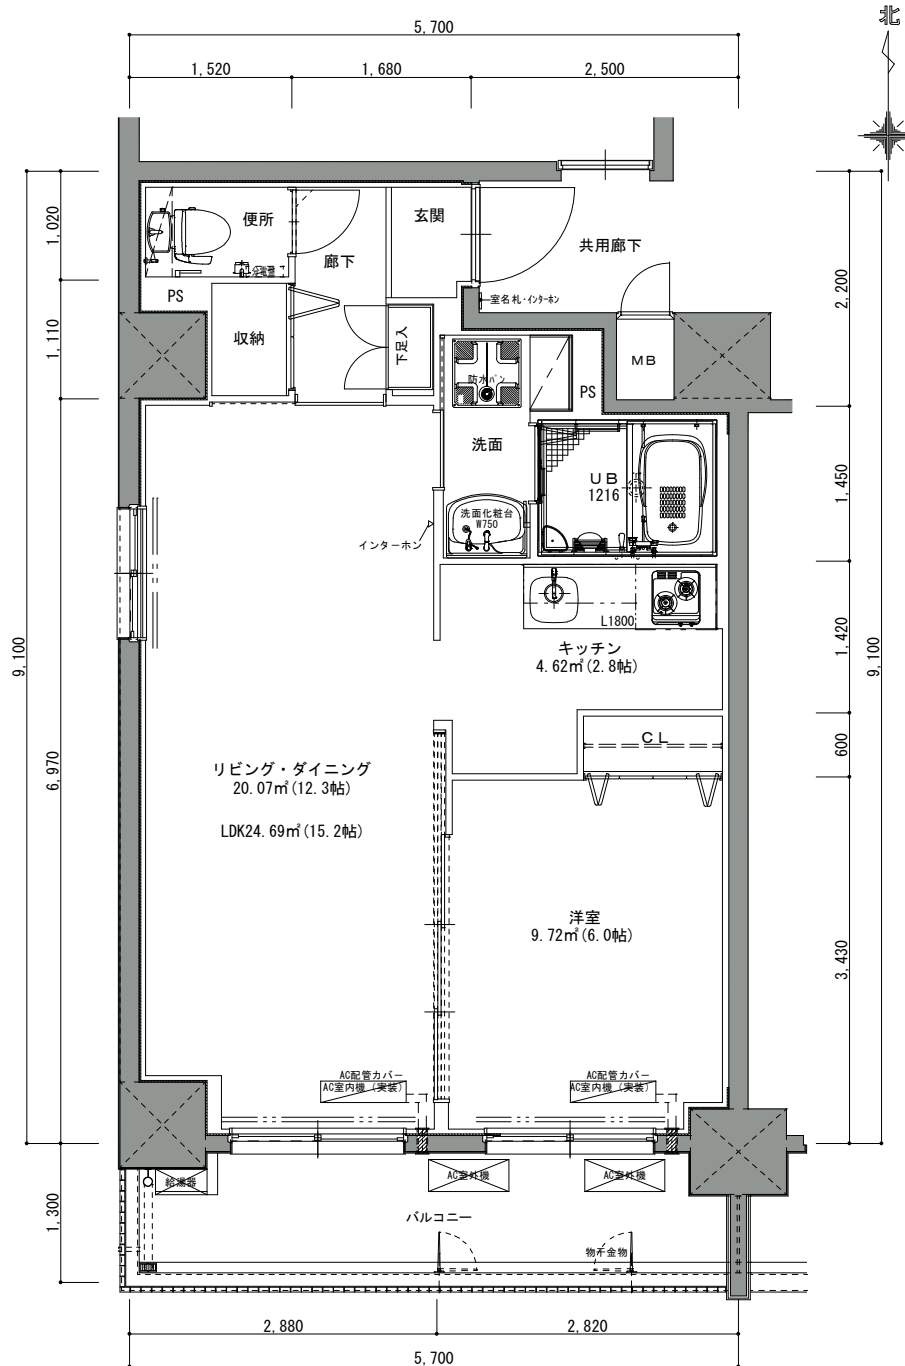 北
5,700
1,520
1,680
2,500
1,020
1,110
9,100
6,970
1,300
2,200
1,450
1,420
9,100
600
3,430
便所
玄関
廊下
共用廊下
分電盤
PS
室名札・インターホン
収納
下足入
MB
防水パン
PS
洗面
UB
1216
洗面化粧台
W750
インターホン
L1800
キッチン
4.62㎡(2.8帖)
CL
リビング・ダイニング
20.07㎡(12.3帖)
LDK24.69㎡(15.2帖)
洋室
9.72㎡(6.0帖)
AC配管カバー
AC室内機（実装）
AC配管カバー
AC室内機（実装）
給湯器
AC室外機
AC室外機
バルコニー
物干金物
2,880
2,820
5,700